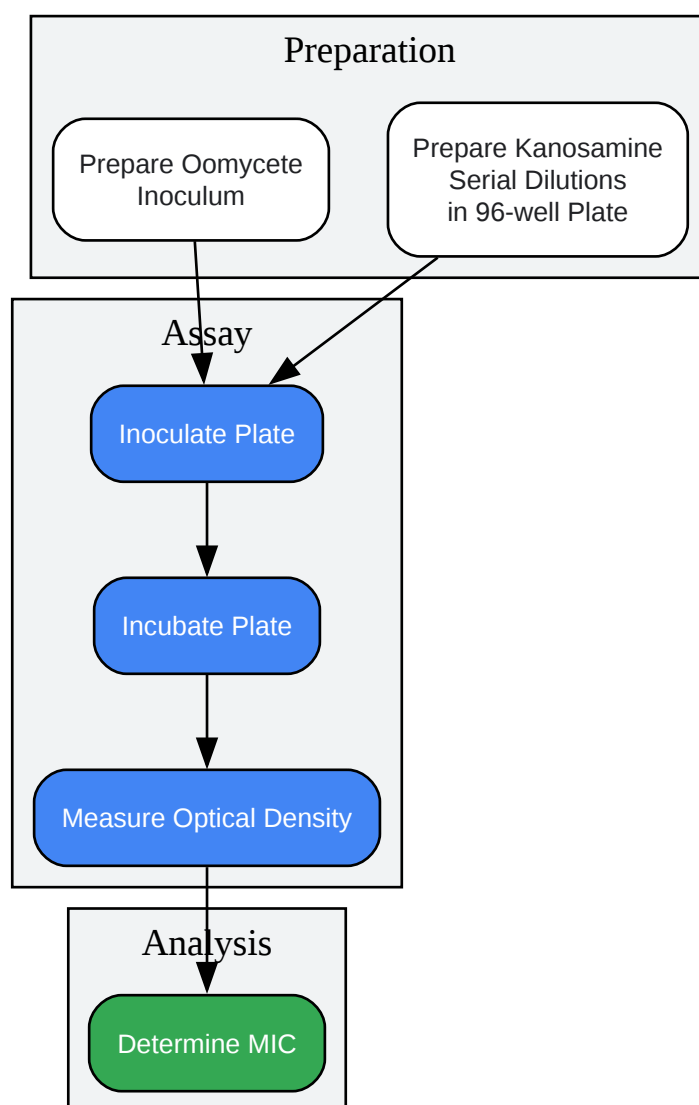 Preparation
Prepare Oomycete
Inoculum
Prepare Kanosamine
Serial Dilutions
in 96-well Plate
Assay
Inoculate Plate
Incubate Plate
Measure Optical Density
Analysis
Determine MIC